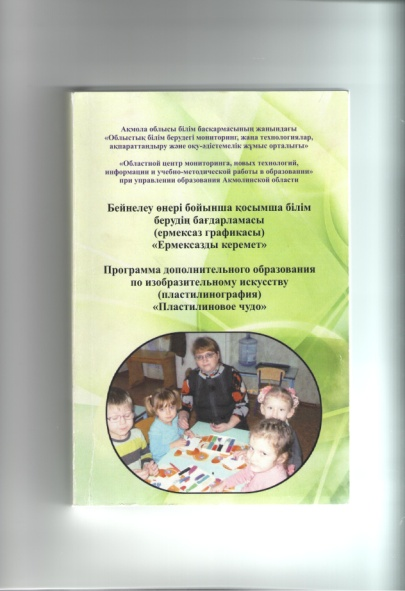 Ақмола облысы білім басқармасының жанындағы
«Облыстық білім берудегі мониторинг, жаңа технологиялар,
ақпараттандыру және оқу-әдістемелік жұмыс орталығы»
«Областной центр мониторинга, новых технологий,
информации и учебно-методической работы в образовании»
при управлении образования Акмолинской области
Бейнелеу өнері бойынша қосымша білім
берудің бағдарламасы
(ермексаз графикасы)
«Ермексазды керемет»
Программа дополнительного образования
по изобразительному искусству
(пластилинография)
«Пластилиновое чудо»